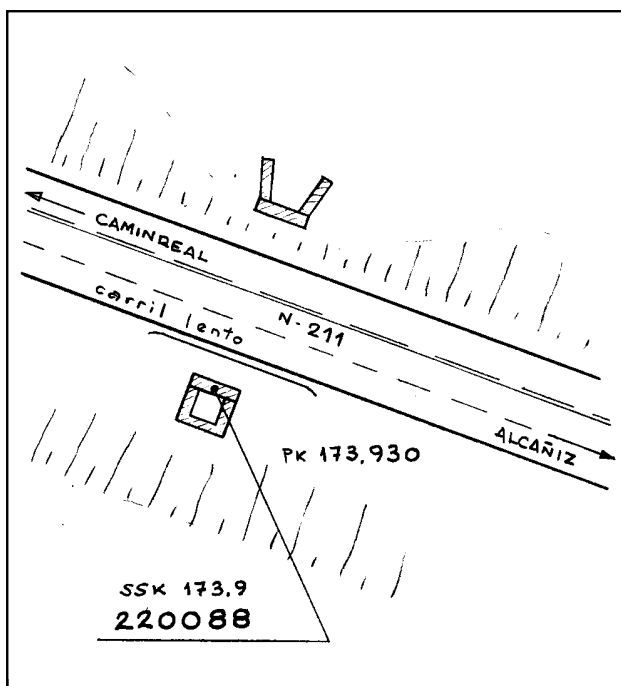 CAMINREAL
carril lento
N-211
ALCAÑIZ
PK 173,930
SSK 173.9
220088